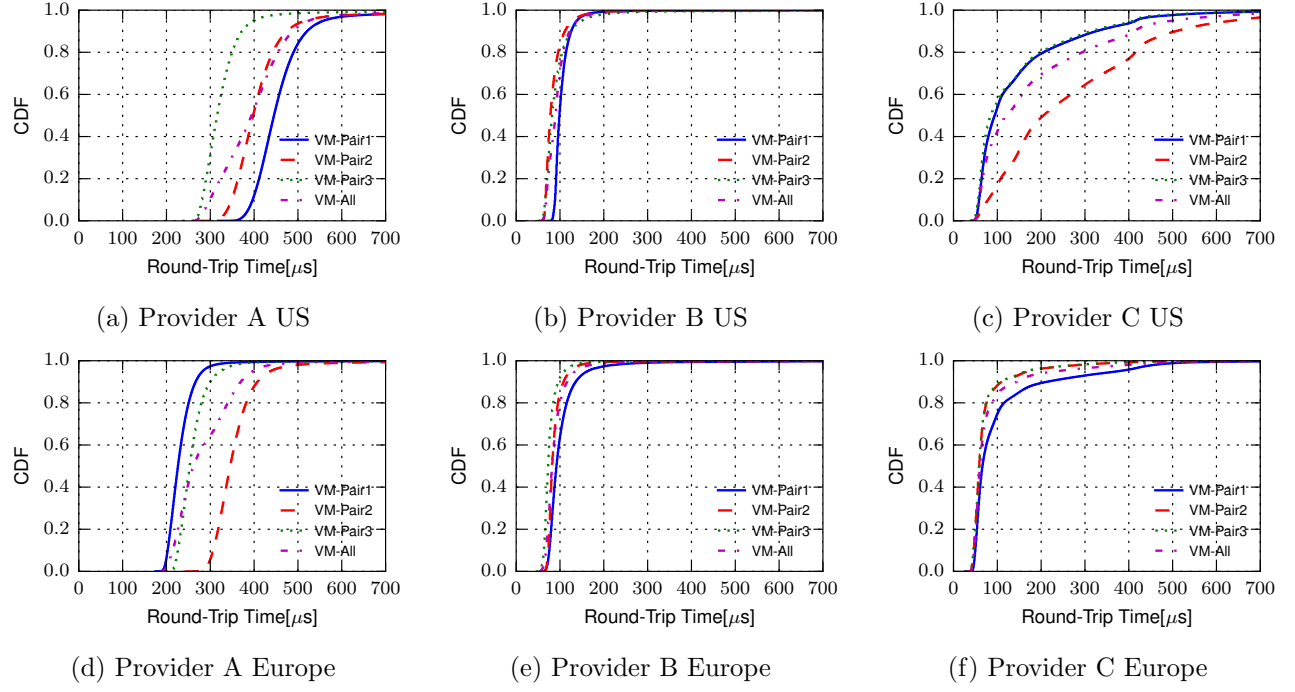 1.0
0.8
0.6
0.4
0.2
0.0
CDF
VM-Pair1
VM-Pair2
VM-Pair3
VM-All
0 100 200 300 400 500 600 700
Round-Trip Time[μs]
(a) Provider A US
1.0
0.8
0.6
0.4
0.2
0.0
CDF
VM-Pair1
VM-Pair2
VM-Pair3
VM-All
0 100 200 300 400 500 600 700
Round-Trip Time[μs]
(b) Provider B US
1.0
0.8
0.6
0.4
0.2
0.0
CDF
VM-Pair1
VM-Pair2
VM-Pair3
VM-All
0 100 200 300 400 500 600 700
Round-Trip Time[μs]
(c) Provider C US
1.0
0.8
0.6
0.4
0.2
0.0
CDF
VM-Pair1
VM-Pair2
VM-Pair3
VM-All
0 100 200 300 400 500 600 700
Round-Trip Time[μs]
(d) Provider A Europe
1.0
0.8
0.6
0.4
0.2
0.0
CDF
VM-Pair1
VM-Pair2
VM-Pair3
VM-All
0 100 200 300 400 500 600 700
Round-Trip Time[μs]
(e) Provider B Europe
1.0
0.8
0.6
0.4
0.2
0.0
CDF
VM-Pair1
VM-Pair2
VM-Pair3
VM-All
0 100 200 300 400 500 600 700
Round-Trip Time[μs]
(f) Provider C Europe